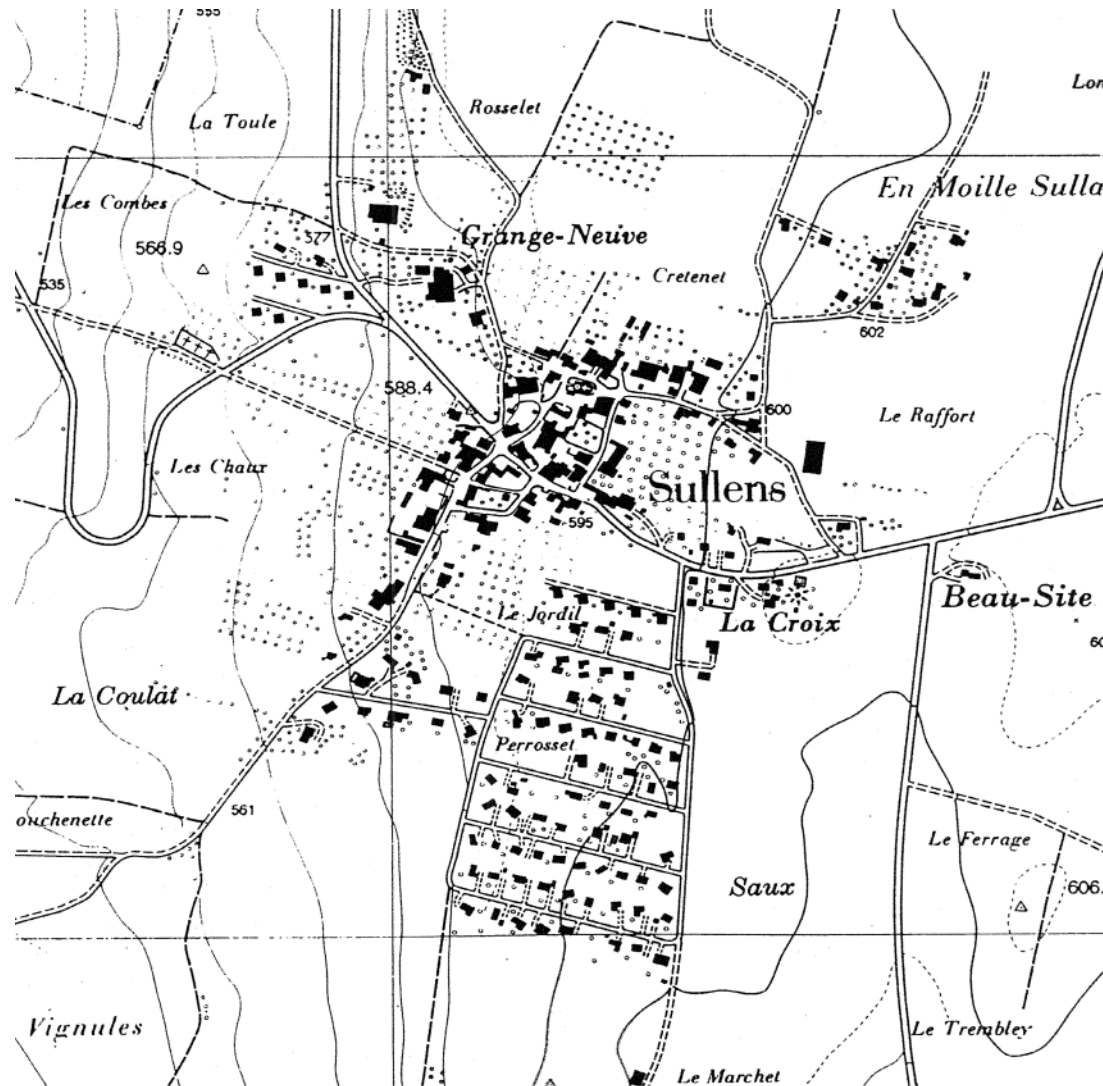 555
Lon
Rosselet
La Toule
En Moille Sulla
Les Combes
577
Grange-Neuve
566.9
Cretenet
535
602
588.4
600
Le Raffort
Les Chaux
Sullens
595
Beau-Site
Le Jordil
La Croix
60
La Coulat
Perrosset
561
ouchenette
Le Ferrage
Saux
606.
Vignules
Le Trembley
Le Marchet